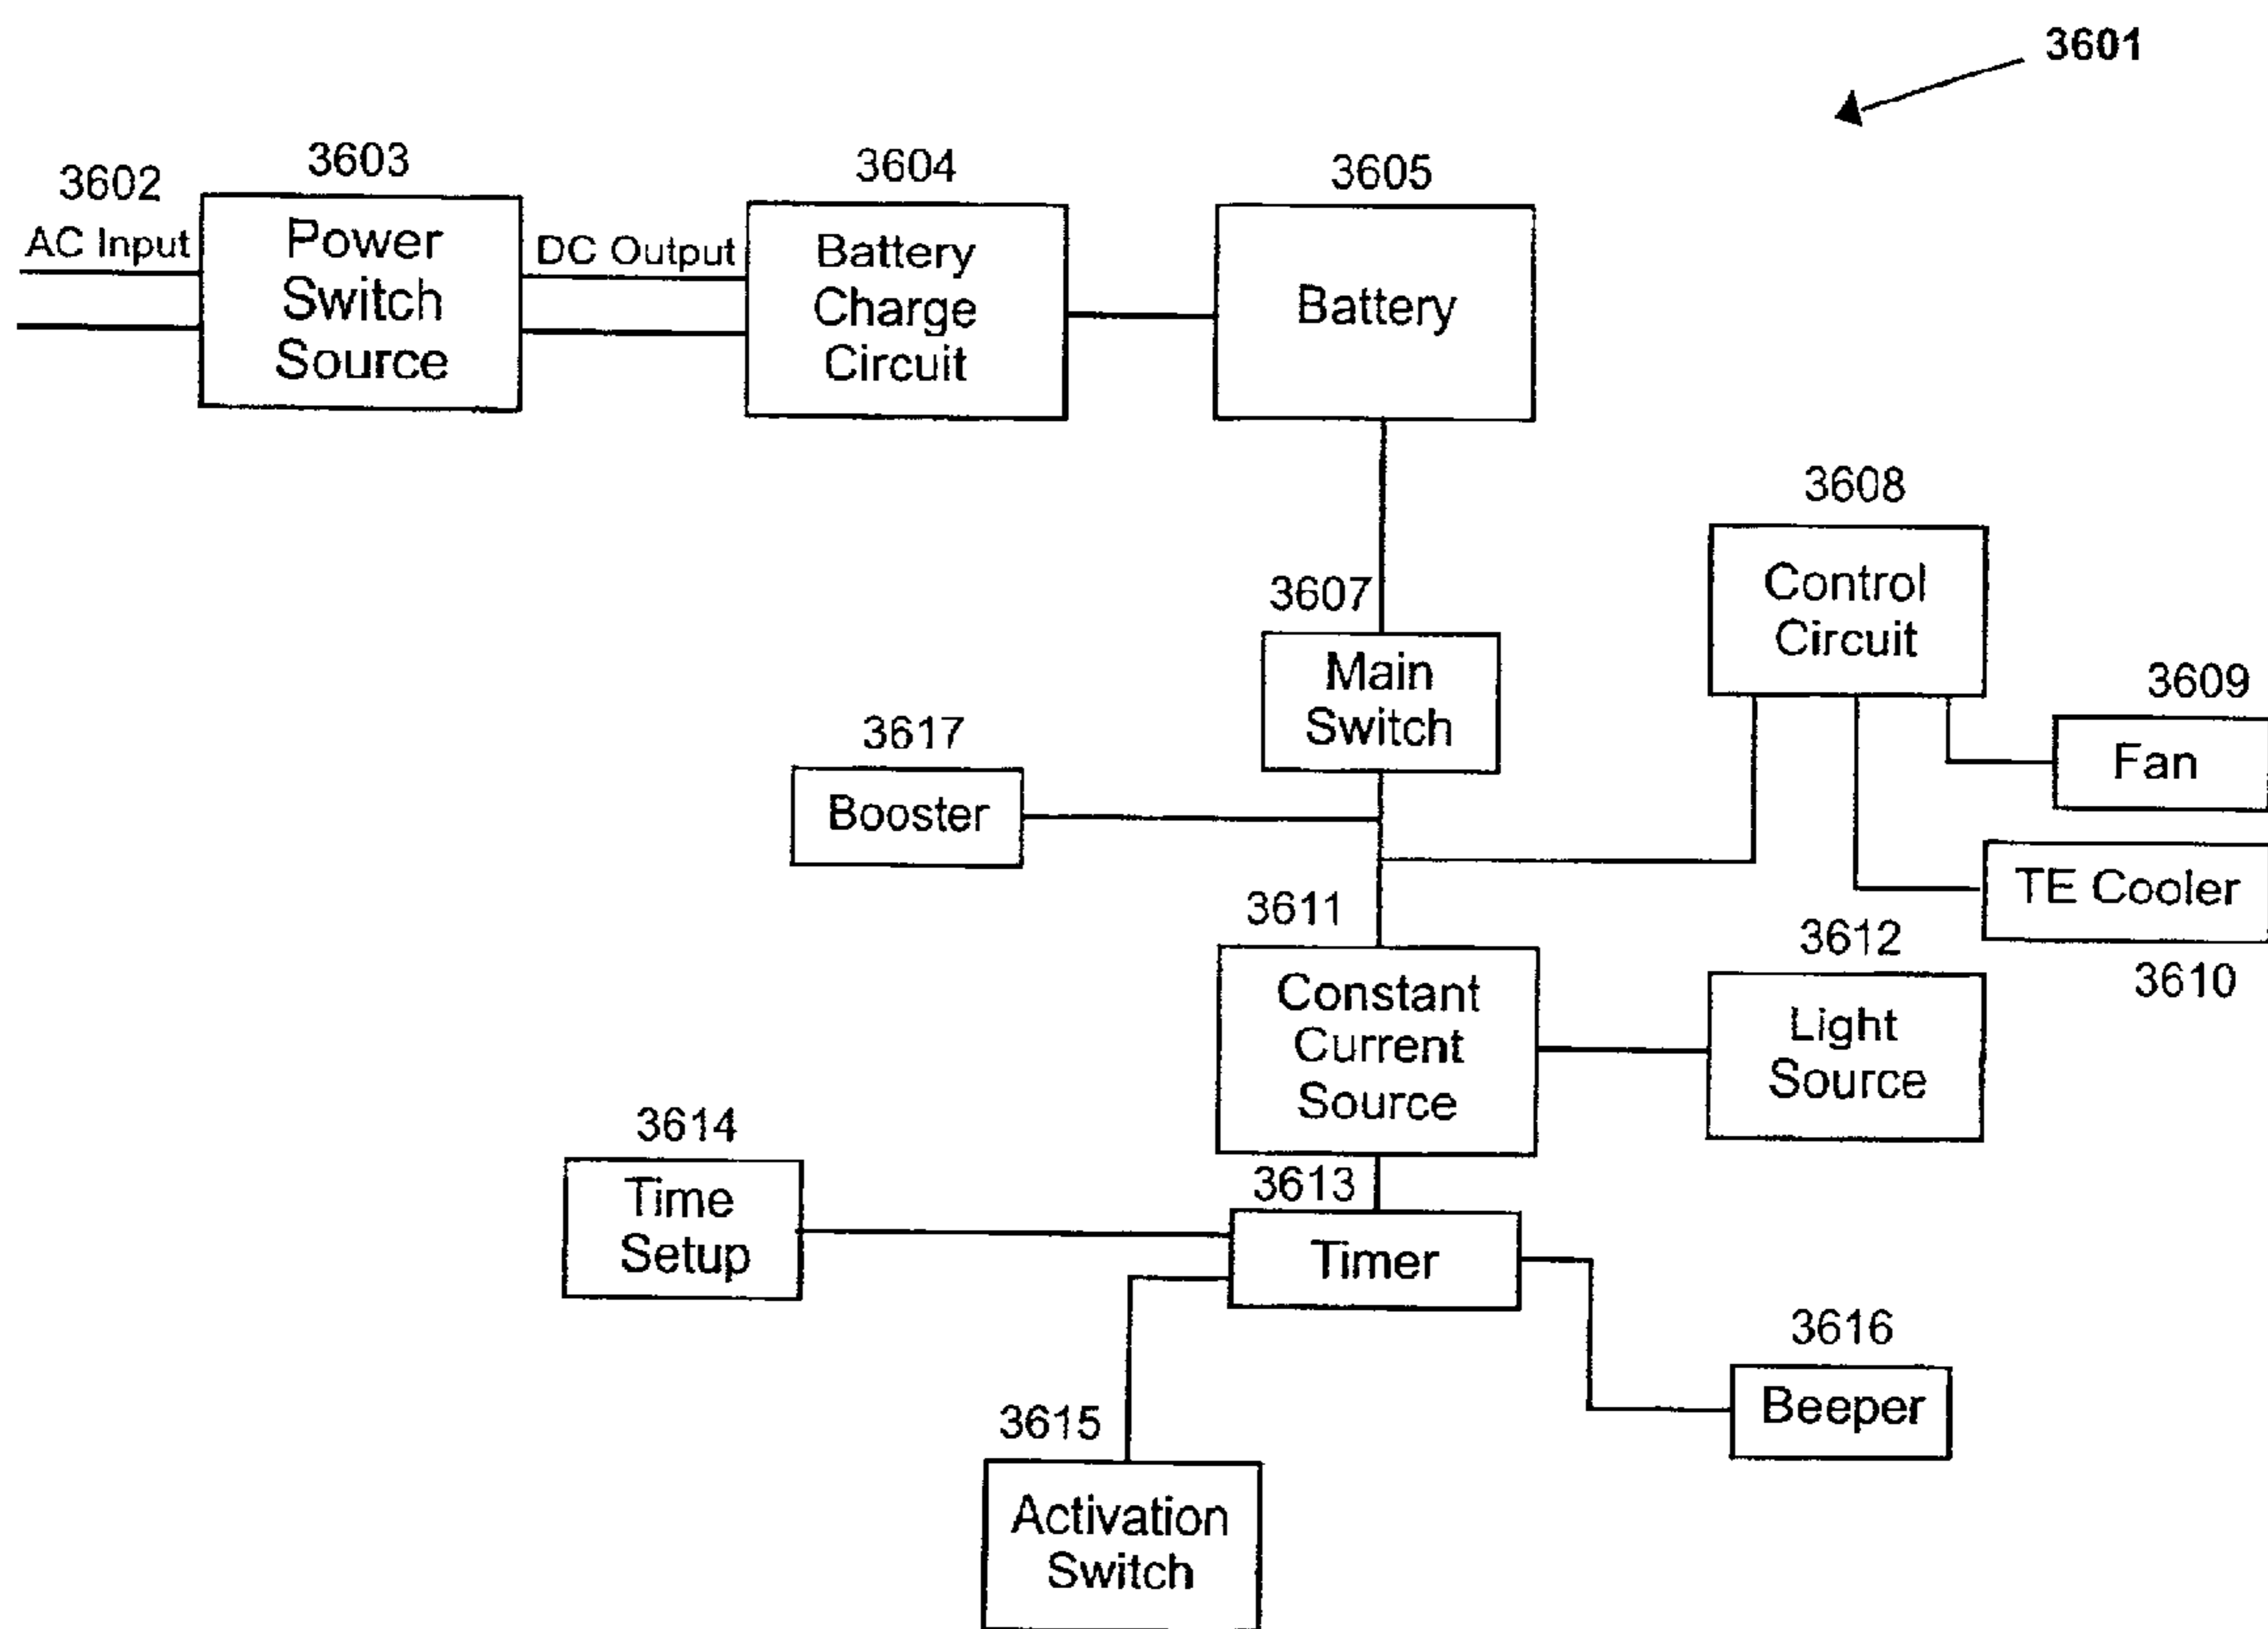 3601
3602
AC Input
3603
Power
Switch
Source
DC Output
3604
Battery
Charge
Circuit
3605
Battery
3607
Main
Switch
3608
Control
Circuit
3609
Fan
TE Cooler
3610
3617
Booster
3611
Constant
Current
Source
3612
Light
Source
3613
Timer
3614
Time
Setup
3615
Activation
Switch
3616
Beeper